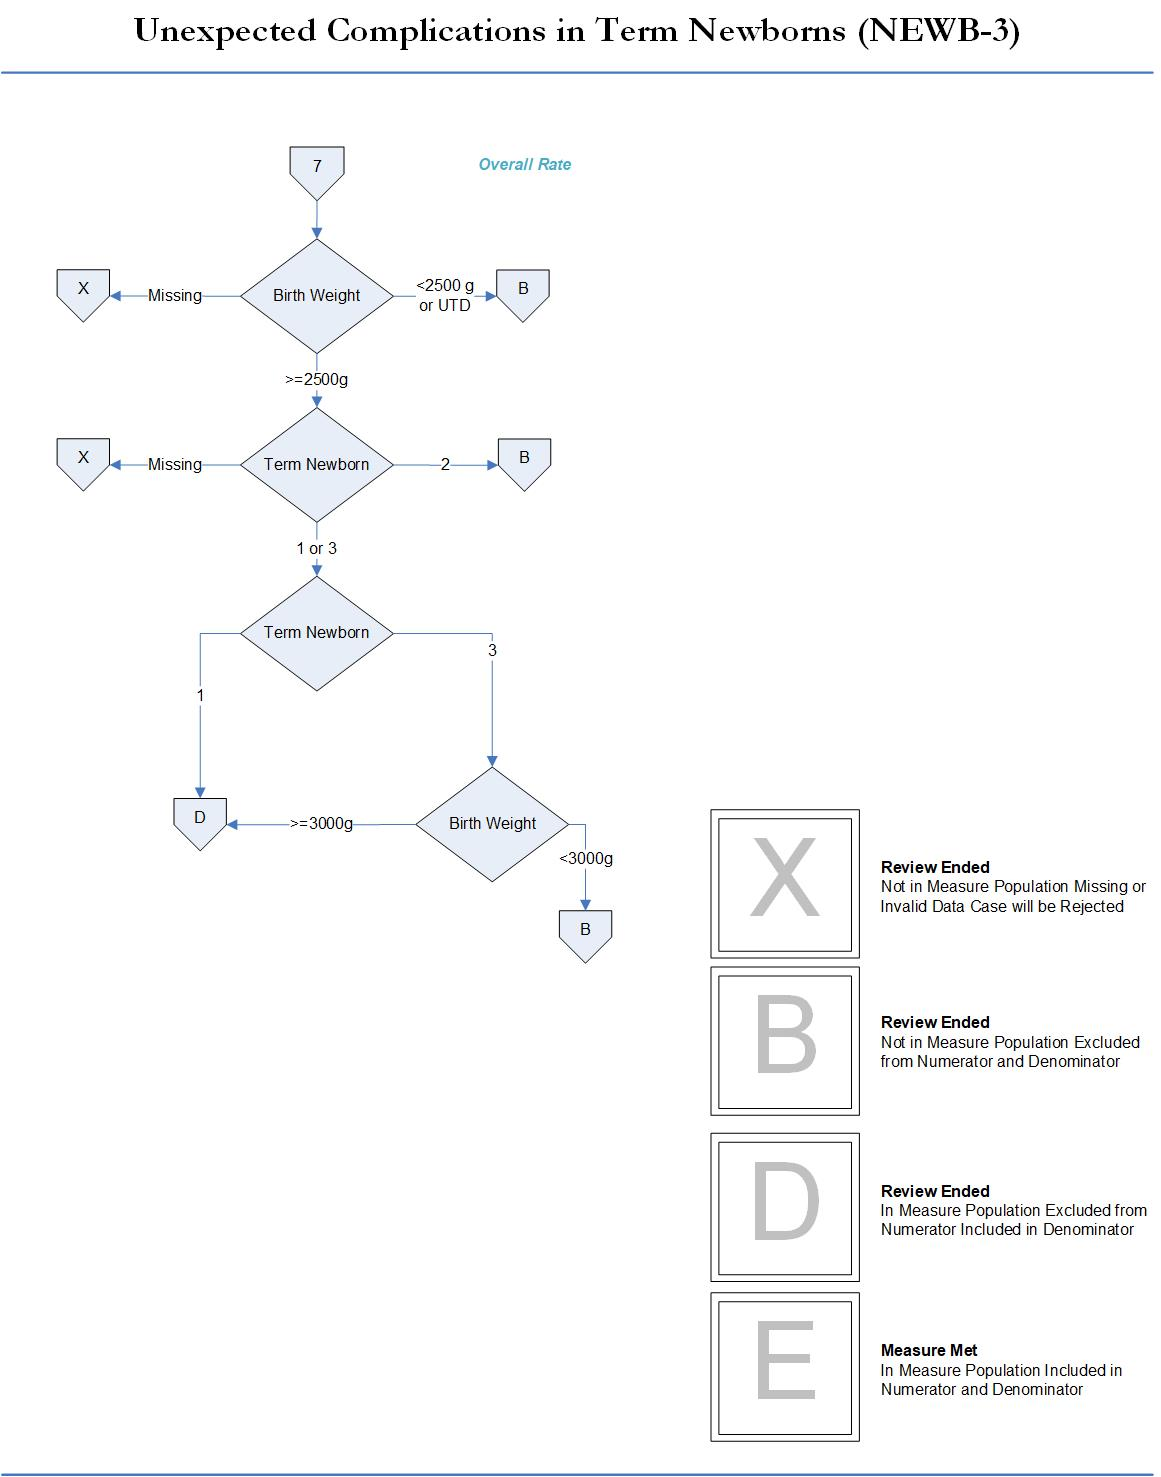 Unexpected Complications in Term Newborns (NEWB-3)
7
Overall Rate
X
Missing
Birth Weight
<2500 g
or UTD
B
>=2500g
X
Missing
Term Newborn
2
B
1 or 3
Term Newborn
3
1
D
>=3000g
Birth Weight
<3000g
B
X
Review Ended
Not in Measure Population Missing or
Invalid Data Case will be Rejected
B
Review Ended
Not in Measure Population Excluded
from Numerator and Denominator
D
Review Ended
In Measure Population Excluded from
Numerator Included in Denominator
E
Measure Met
In Measure Population Included in
Numerator and Denominator